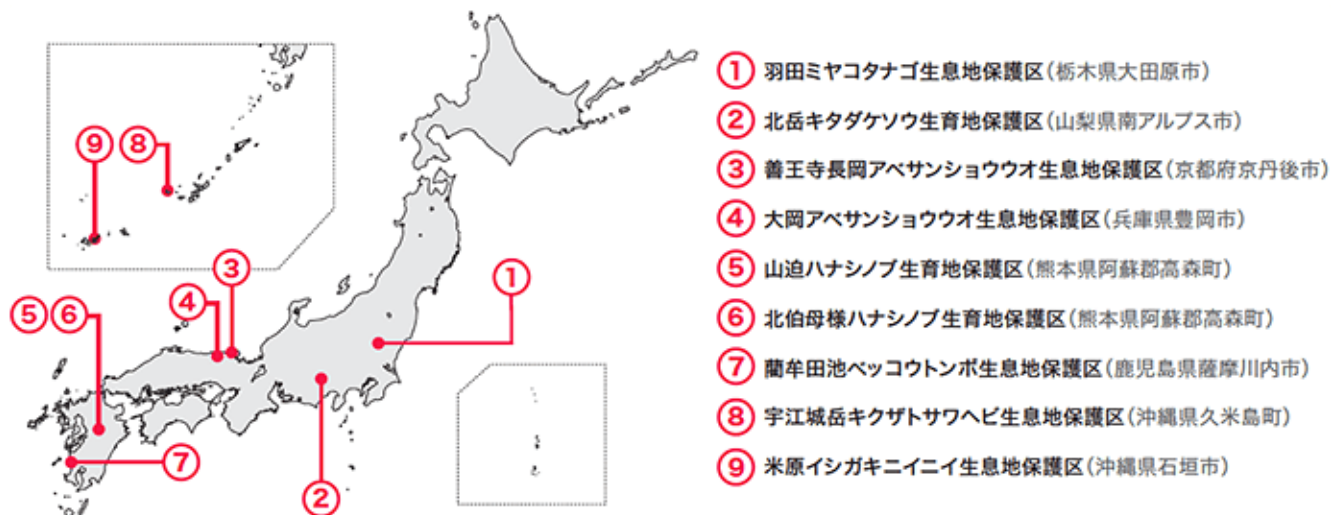 ① 羽田ミヤコタナゴ生息地保護区(栃木県大田原市)
② 北岳キタダケソウ生育地保護区(山梨県南アルプス市)
③ 善王寺長岡アベサンショウウオ生息地保護区(京都府京丹後市)
④ 大岡アベサンショウウオ生息地保護区(兵庫県豊岡市)
⑤ 山迫ハナシノブ生育地保護区(熊本県阿蘇郡高森町)
⑥ 北伯母様ハナシノブ生育地保護区(熊本県阿蘇郡高森町)
⑦ 藺牟田池ベッコウトンボ生息地保護区(鹿児島県薩摩川内市)
⑧ 宇江城岳キクザトサワヘビ生息地保護区(沖縄県久米島町)
⑨ 米原イシガキニイニイ生息地保護区(沖縄県石垣市)
⑨ ⑧
③
①
④
⑤ ⑥
⑦
②